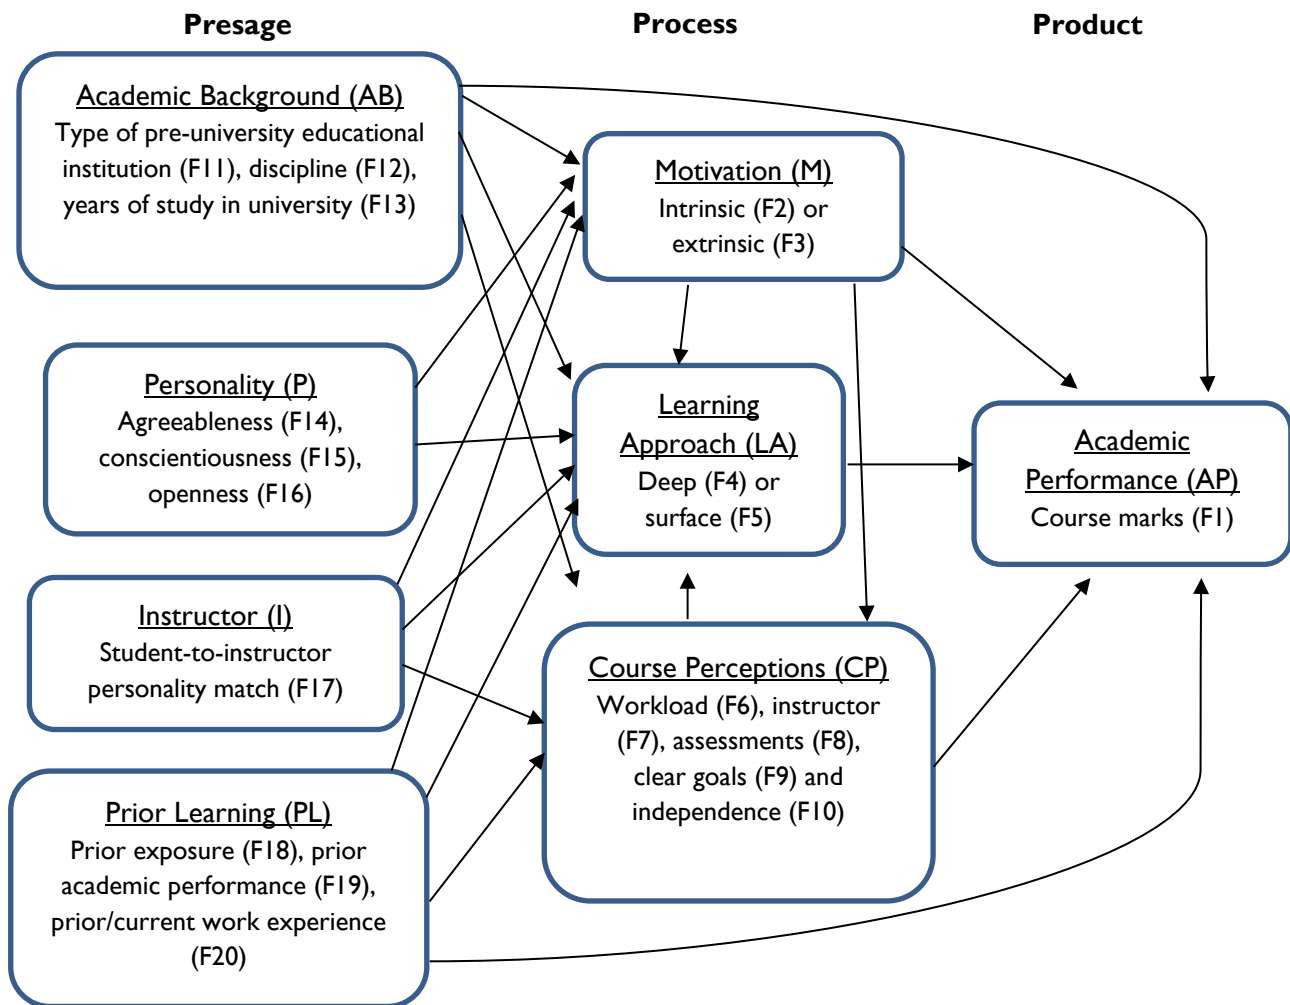 Presage
Process
Product
Academic Background (AB)
Type of pre-university educational
institution (F11), discipline (F12),
years of study in university (F13)
Personality (P)
Agreeableness (F14),
conscientiousness (F15),
openness (F16)
Instructor (I)
Student-to-instructor
personality match (F17)
Prior Learning (PL)
Prior exposure (F18), prior
academic performance (F19),
prior/current work experience
(F20)
Motivation (M)
Intrinsic (F2) or
extrinsic (F3)
Learning
Approach (LA)
Deep (F4) or
surface (F5)
Course Perceptions (CP)
Workload (F6), instructor
(F7), assessments (F8),
clear goals (F9) and
independence (F10)
Academic
Performance (AP)
Course marks (F1)